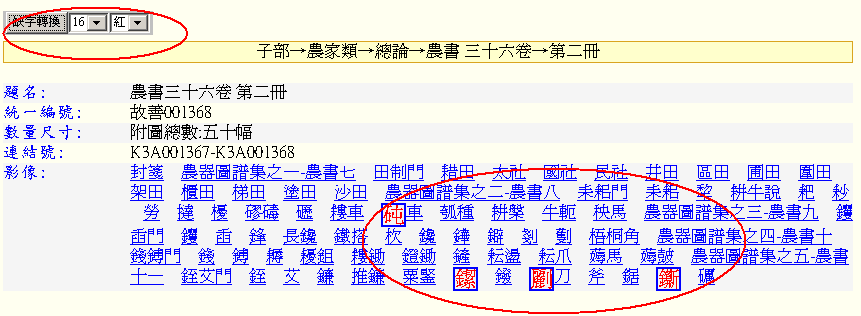 缺字轉換 16 紅
子部→農家類→總論→農書 三十六卷→第二冊
題名: 農書三十六卷 第二冊
統一編號: 故善001368
數量尺寸: 附圖總數:五十幅
連結號: K3A001367-K3A001368
影像: 封箋 農器圖譜集之一-農書七 田制門 耤田 太社 國社 民社 井田 區田 圃田 圍田
架田 櫃田 梯田 塗田 沙田 農器圖譜集之二-農書八 耒耜門 耒耜 犂 耕牛說 耙 耖
勞 撻 耰 磟碡 礰 耬車 砘車 瓠種 耕槃 牛軛 秧馬 農器圖譜集之三-農書九 钁
臿門 钁 臿 鋒 長鑱 鐵搭 杴 鑱 鏵 鐴 剗 劐 梧桐角 農器圖譜集之四-農書十
錢鎛門 錢 鎛 耨 耰鉏 耬鋤 鐙鋤 鏟 耘盪 耘爪 薅馬 薅鼓 農器圖譜集之五-農書
十一 銍艾門 銍 艾 鐮 推鐮 粟鋻 鍥 鏺 劚刀 斧 鋸 鐁 礪